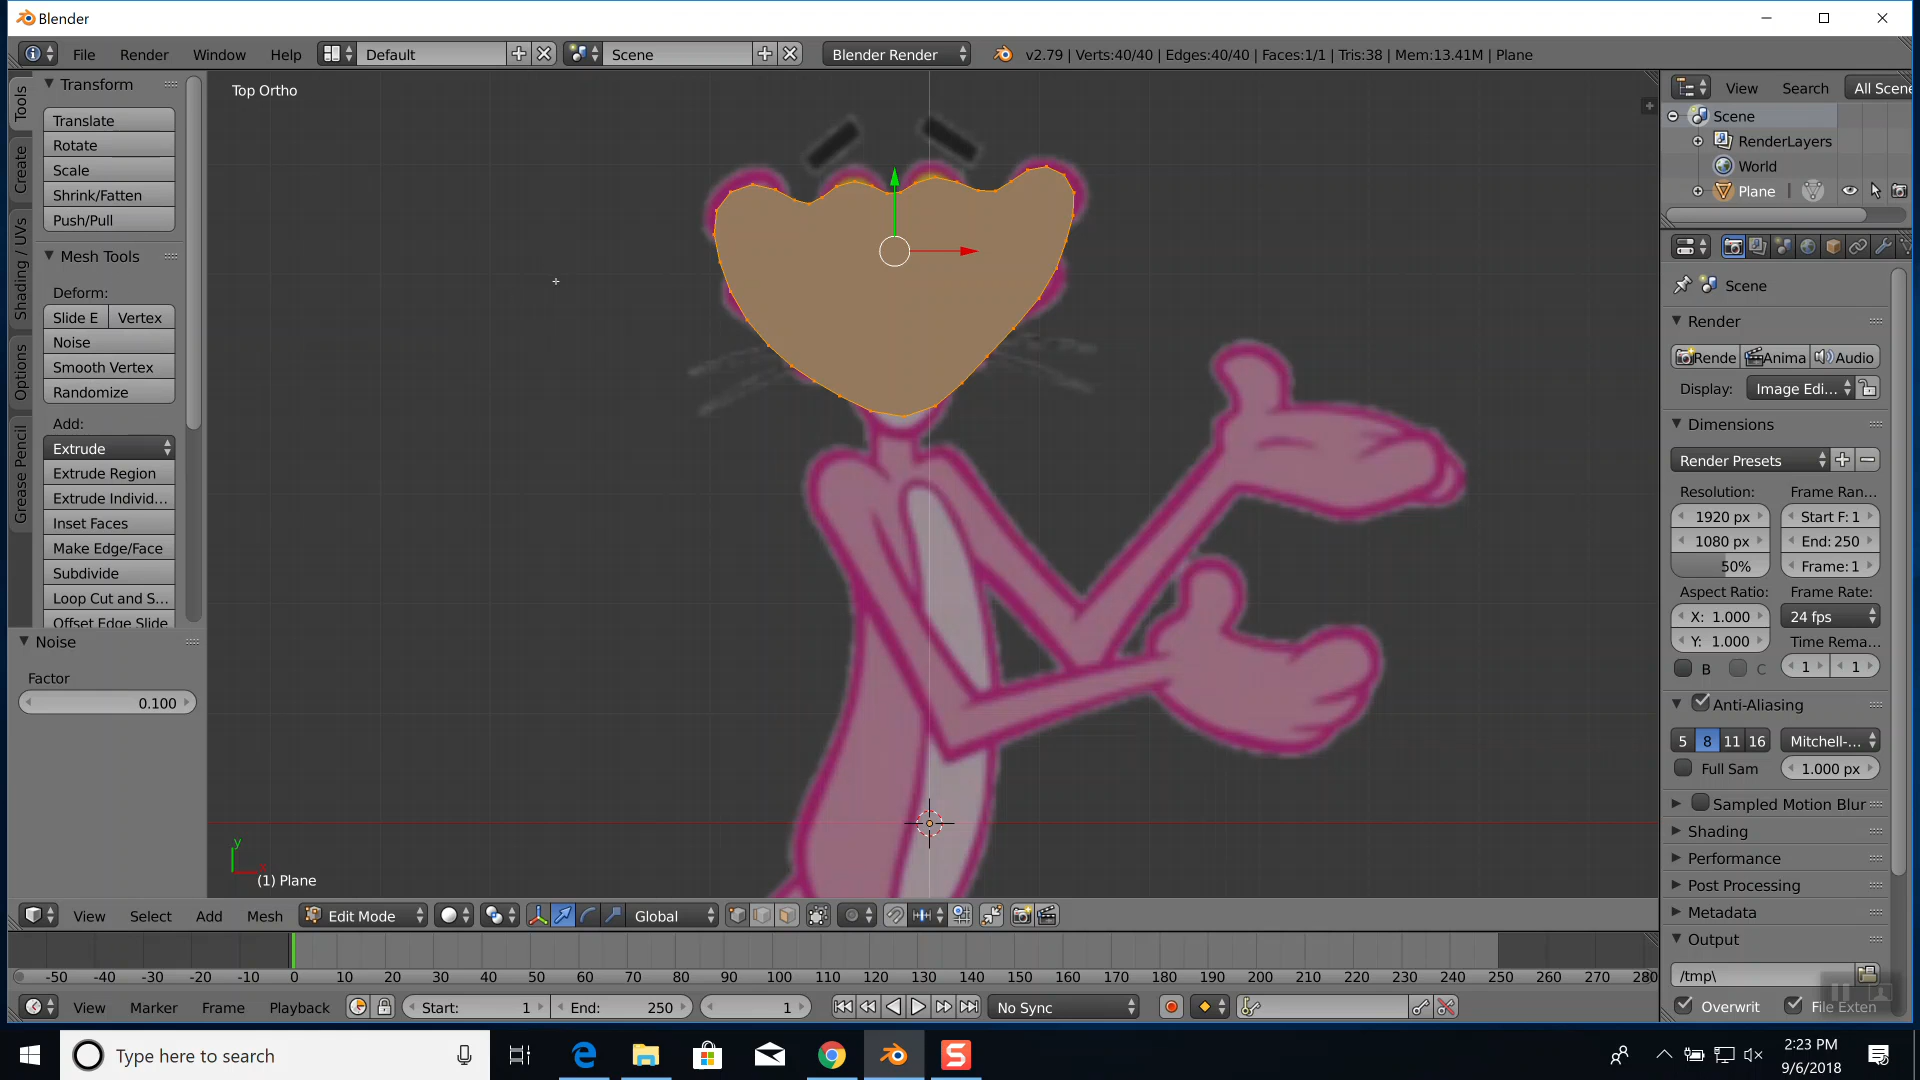 Blender
File Render Window Help Default Scene Blender Render v2.79 | Verts:40/40 | Edges:40/40 | Faces:1/1 | Tris:38 | Mem:13.41M | Plane
Tools
Create
Shading / UVs
Options
Grease Pencil
Transform
Translate
Rotate
Scale
Shrink/Fatten
Push/Pull
Mesh Tools
Deform:
Slide E Vertex
Noise
Smooth Vertex
Randomize
Add:
Extrude
Extrude Region
Extrude Individ...
Inset Faces
Make Edge/Face
Subdivide
Loop Cut and S...
Offset Edge Slide
Noise
Factor
0.100
Top Ortho
y
x
(1) Plane
View Select Add Mesh Edit Mode Global
-50 -40 -30 -20 -10 0 10 20 30 40 50 60 70 80 90 100 110 120 130 140 150 160 170 180 190 200 210 220 230 240 250 260 270 280
View Marker Frame Playback Start: 1 End: 250 1 No Sync
View Search All Scene
Scene
RenderLayers
World
Plane
Scene
Render
Rende Anima Audio
Display: Image Edi...
Dimensions
Render Presets
Resolution: Frame Ran...
1920 px Start F: 1
1080 px End: 250
50% Frame: 1
Aspect Ratio: Frame Rate:
X: 1.000 24 fps
Y: 1.000 Time Rema...
B C 1 1
Anti-Aliasing
5 8 11 16 Mitchell-...
Full Sam 1.000 px
Sampled Motion Blur
Shading
Performance
Post Processing
Metadata
Output
/tmp\
Overwrit File Exten
Type here to search
2:23 PM
9/6/2018